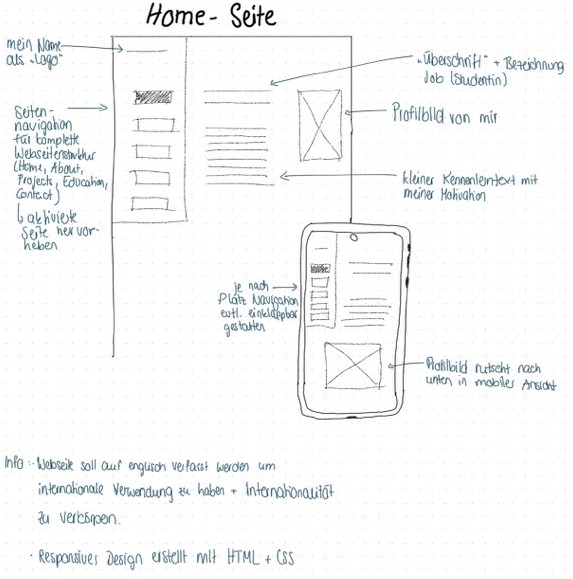 Home - Seite
mein Name
als "Logo"
"Überschrift" + Bezeichnung
Job (Studentin)
Profilbild von mir
Seiten-
navigation
für komplette
Webseitenstruktur
(Home, About,
Projects, Education,
Contact)
↳ aktivierte
Seite hervor-
heben
kleiner Kennenlerntext mit
meiner Motivation
je nach
Platz Navigation
evtl. einklappbar
gestalten
Profilbild rutscht nach
unten in mobiler Ansicht
Info: · Webseite soll auf englisch verfasst werden um
internationale Verwendung zu haben + Internationalität
zu verkörpern.
· Responsives Design erstellt mit HTML + CSS